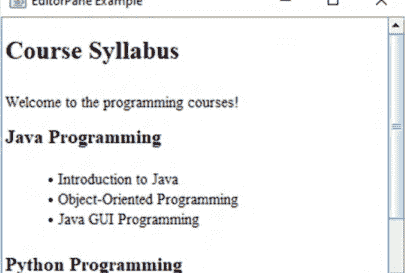 EditorPane Example
Course Syllabus
Welcome to the programming courses!
Java Programming
• Introduction to Java
• Object-Oriented Programming
• Java GUI Programming
Python Programming